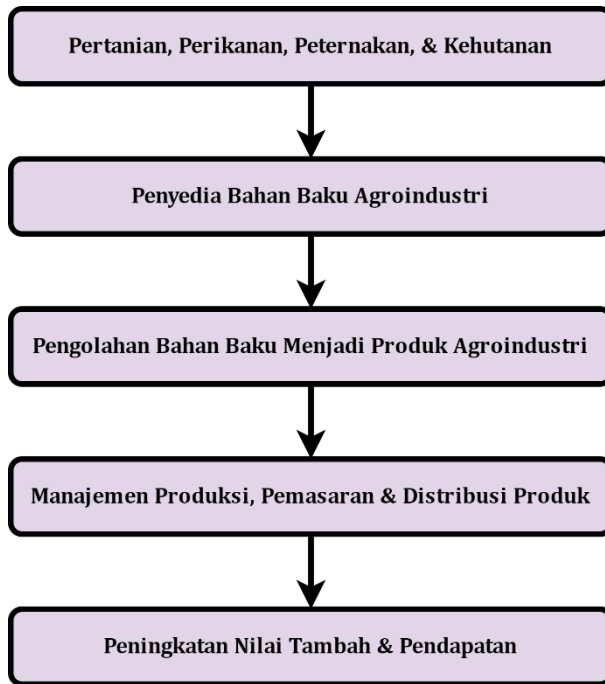 Pertanian, Perikanan, Peternakan, & Kehutanan
Penyedia Bahan Baku Agroindustri
Pengolahan Bahan Baku Menjadi Produk Agroindustri
Manajemen Produksi, Pemasaran & Distribusi Produk
Peningkatan Nilai Tambah & Pendapatan